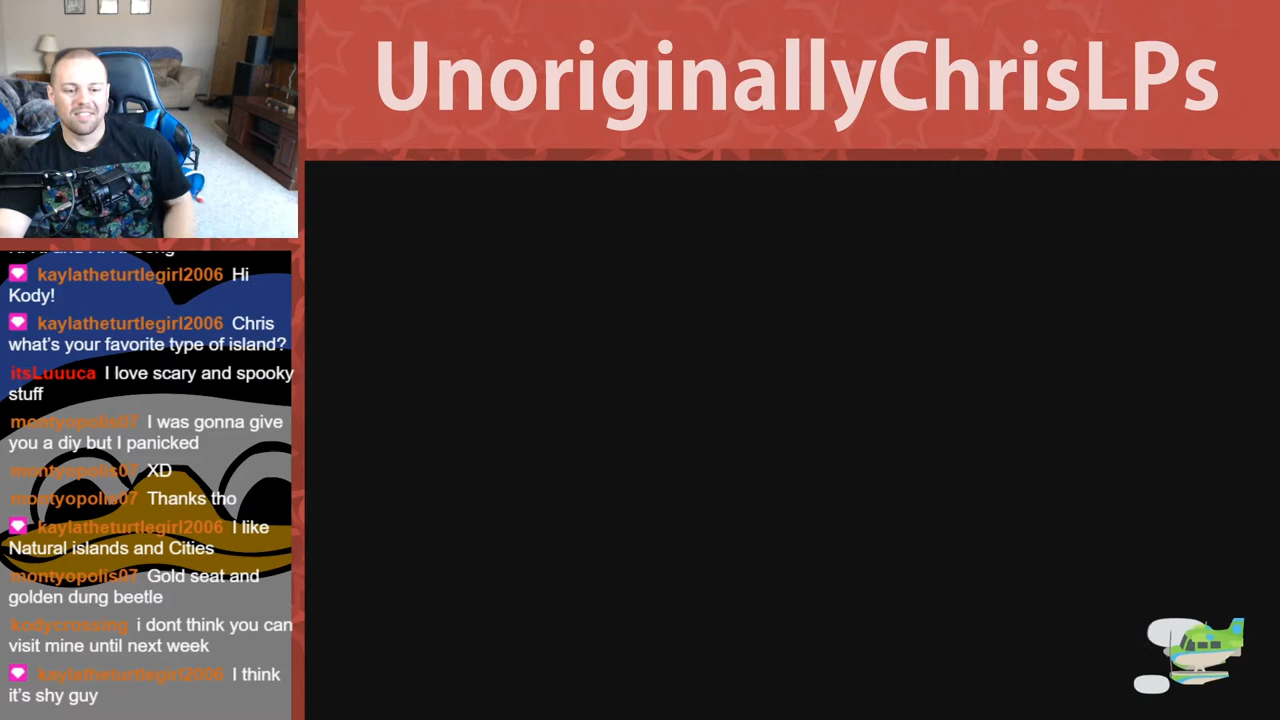 UnoriginallyChrisLPs
kaylatheturtlegirl2006 Hi
Kody!
kaylatheturtlegirl2006 Chris
what's your favorite type of island?
itsLuuuca I love scary and spooky
stuff
montyopolis07 I was gonna give
you a diy but I panicked
montyopolis07 XD
montyopolis07 Thanks tho
kaylatheturtlegirl2006 I like
Natural islands and Cities
montyopolis07 Gold seat and
golden dung beetle
kodycrossing i dont think you can
visit mine until next week
kaylatheturtlegirl2006 I think
it's shy guy